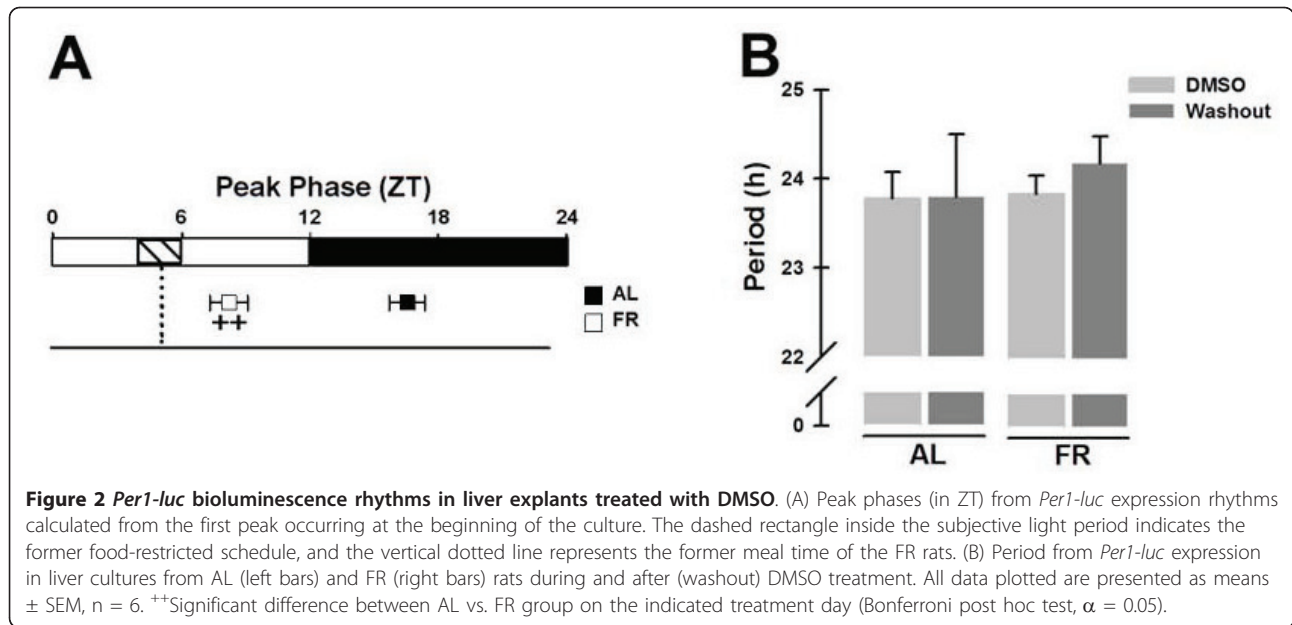 A
Peak Phase (ZT)
0 6 12 18 24
AL
FR
++
B
DMSO
Washout
Period (h)
25
24
23
22
0
AL FR
Figure 2 Per1-luc bioluminescence rhythms in liver explants treated with DMSO. (A) Peak phases (in ZT) from Per1-luc expression rhythms
calculated from the first peak occurring at the beginning of the culture. The dashed rectangle inside the subjective light period indicates the
former food-restricted schedule, and the vertical dotted line represents the former meal time of the FR rats. (B) Period from Per1-luc expression
in liver cultures from AL (left bars) and FR (right bars) rats during and after (washout) DMSO treatment. All data plotted are presented as means
± SEM, n = 6. ++Significant difference between AL vs. FR group on the indicated treatment day (Bonferroni post hoc test, α = 0.05).